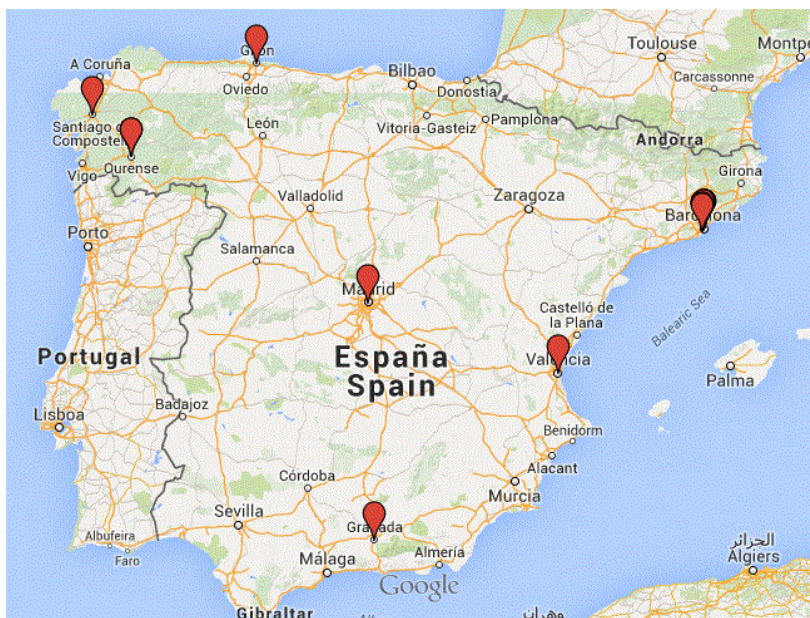 Toulouse
Montpe
A Coruña
Gijón
Bilbao
Carcassonne
Oviedo
Donostia
Santiago de
Composte
León
Vitoria-Gasteiz
Pamplona
Andorra
Vigo
Ourense
Girona
Valladolid
Zaragoza
Barcelona
Porto
Salamanca
Madrid
Castelló de
la Plana
Balearic Sea
Portugal
España
Spain
Valencia
Palma
Lisboa
Badajoz
Benidorm
Alacant
Córdoba
Murcia
Sevilla
Granada
Albufeira
Faro
Almería
Málaga
الجزائر
Algiers
Google
Gibraltar
وهران